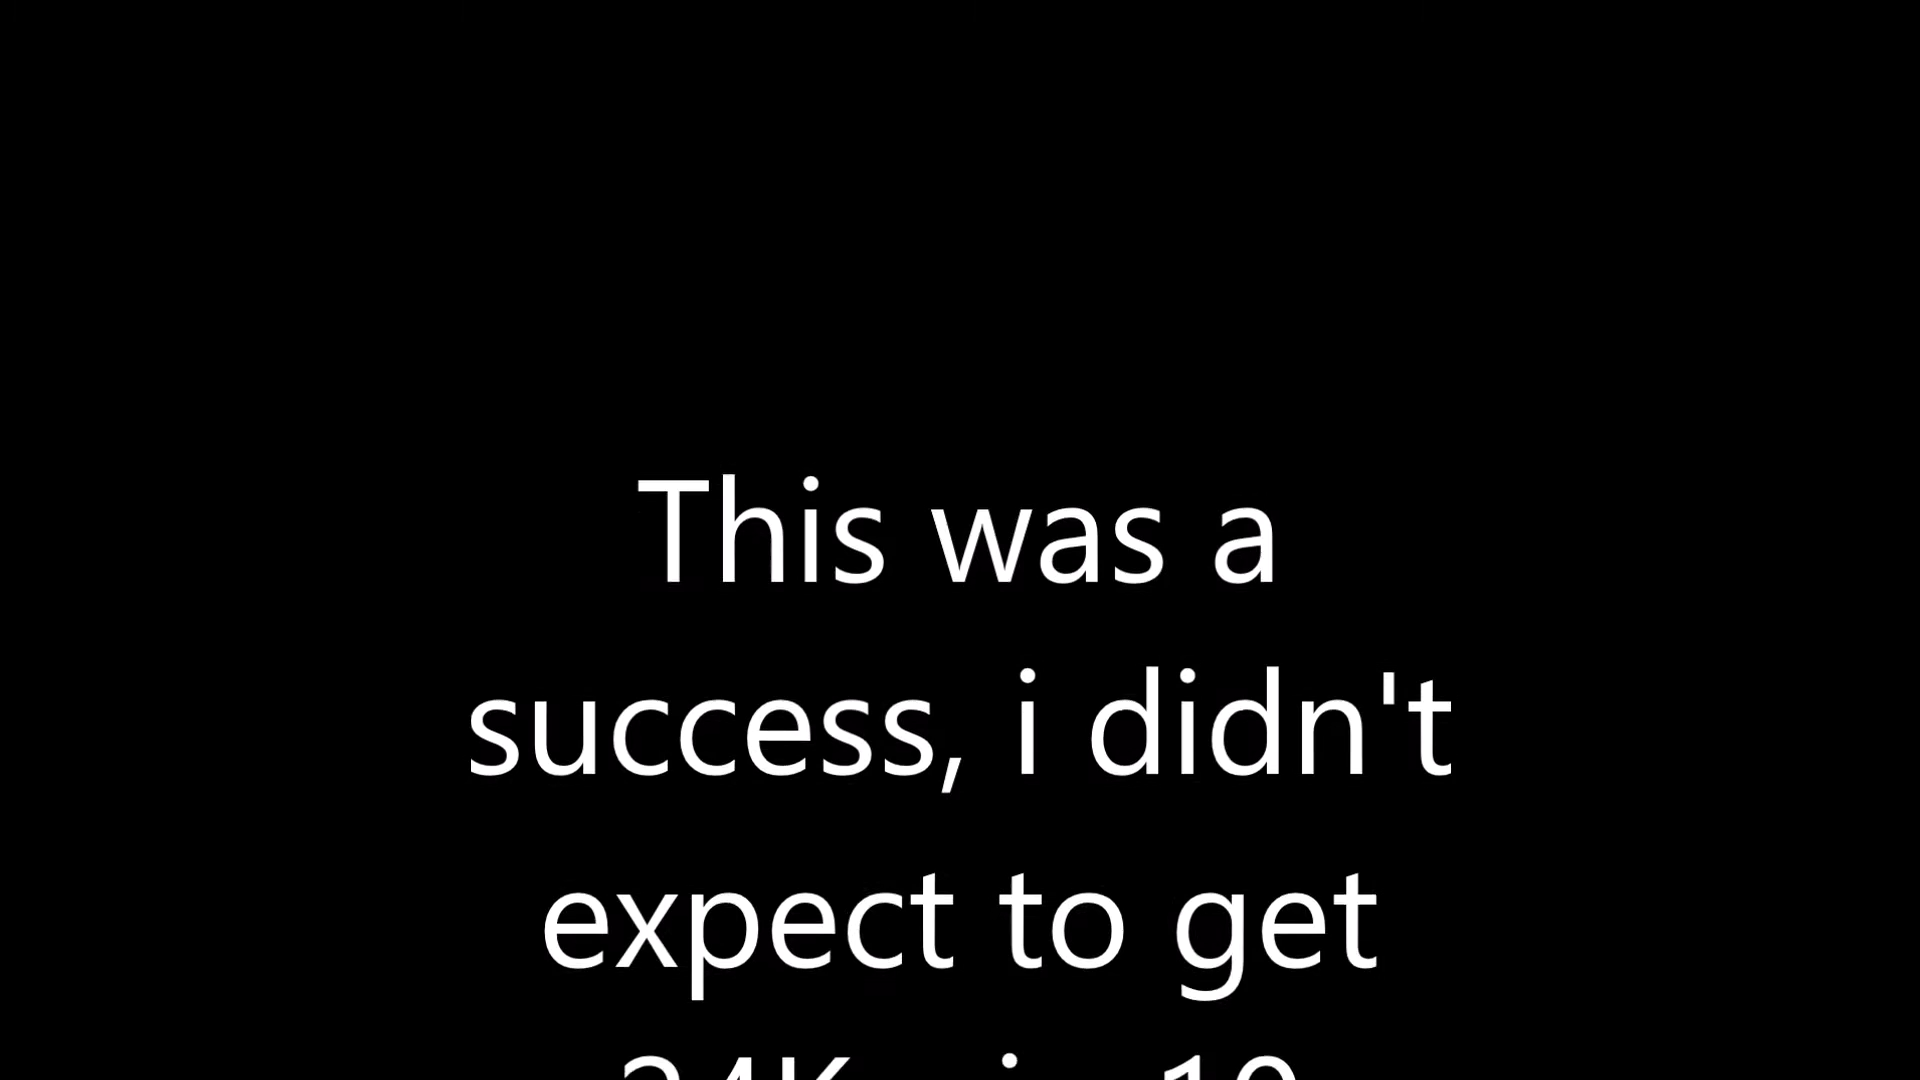 This was a
success, i didn't
expect to get